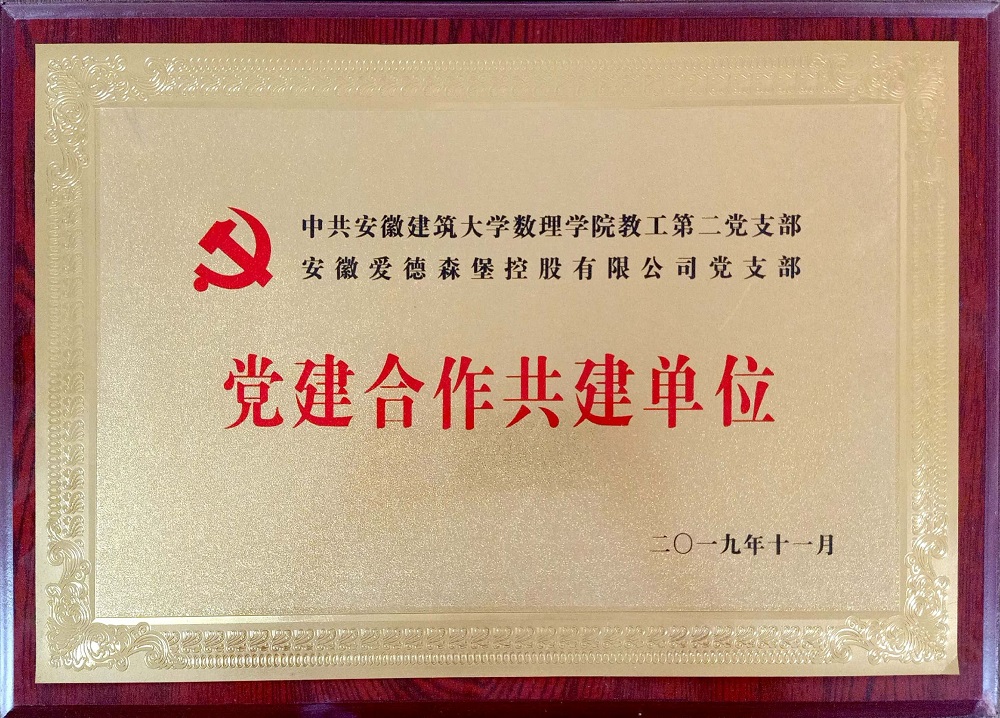 中共安徽建筑大学数理学院教工第二党支部
安徽爱德森堡控股有限公司党支部
党建合作共建单位
二〇一九年十一月